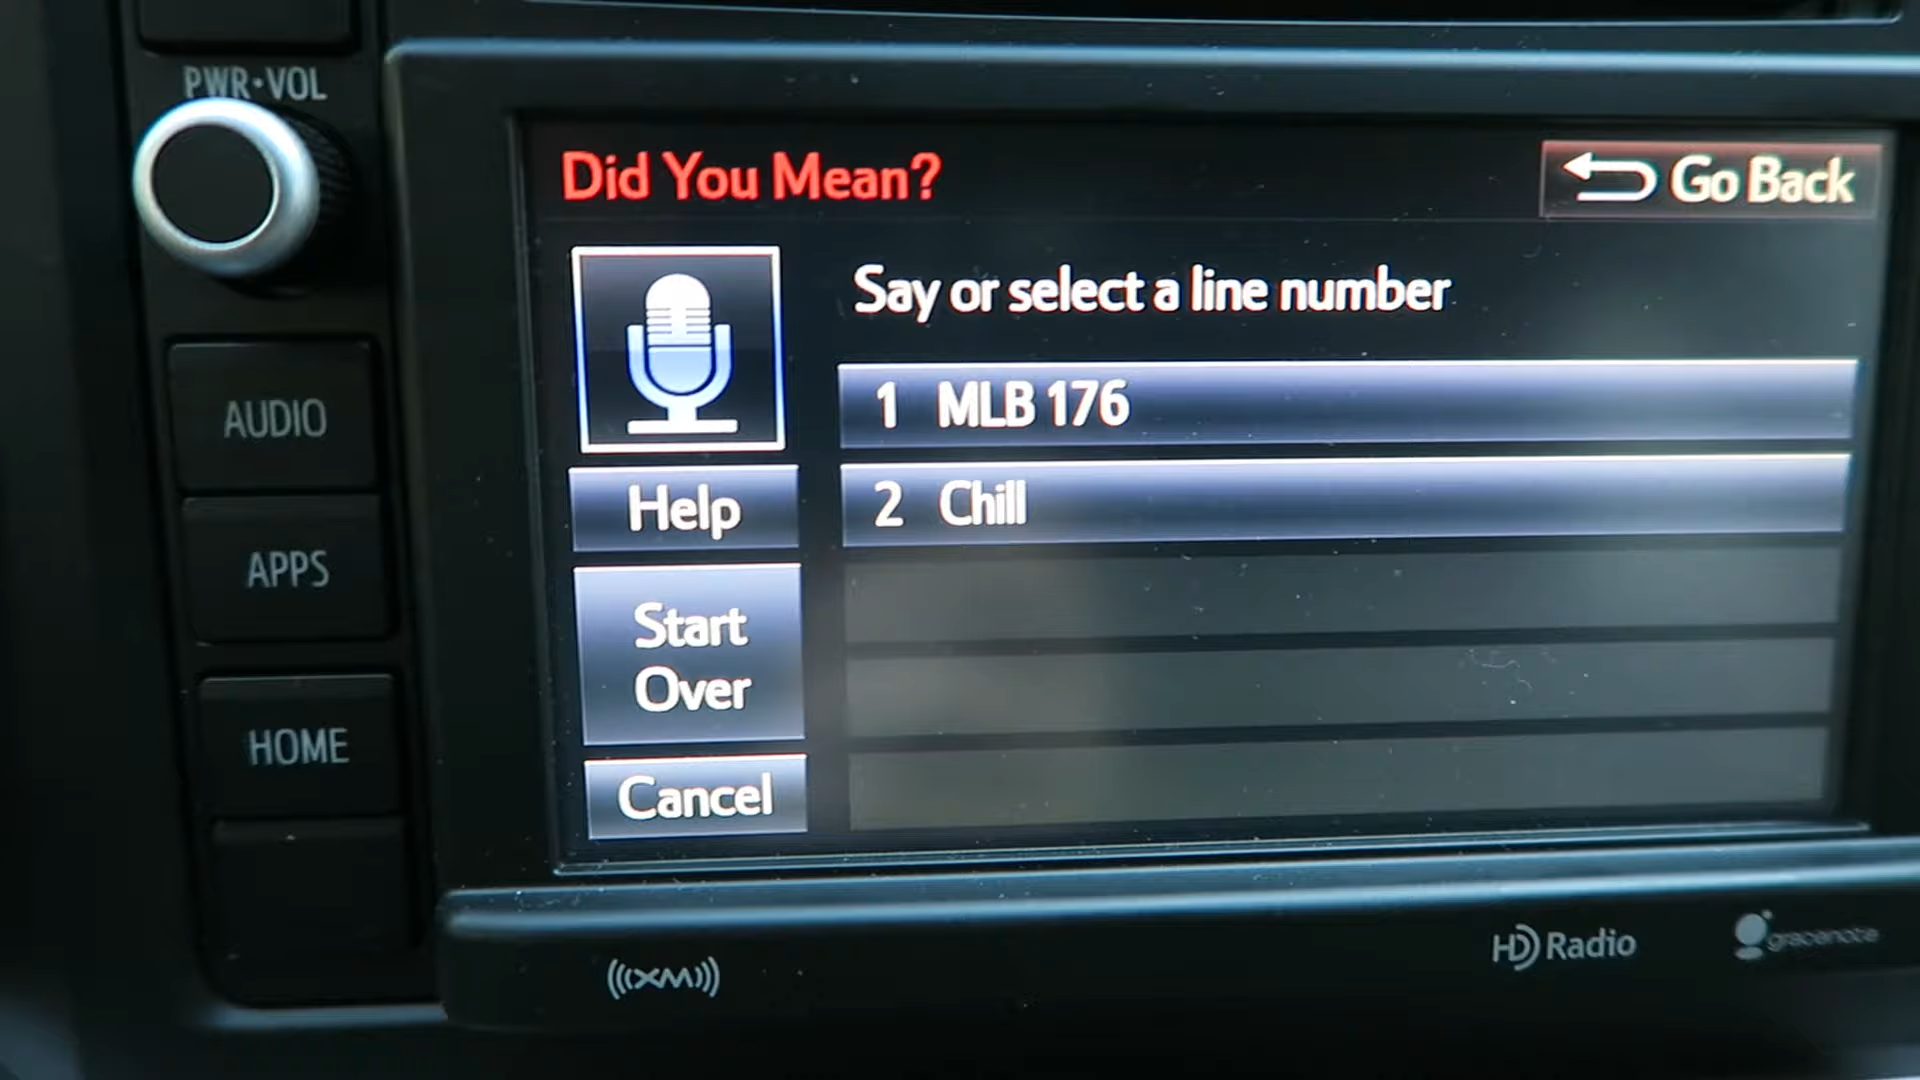 PWR·VOL
Did You Mean?
Go Back
Say or select a line number
1 MLB 176
2 Chill
Help
Start
Over
Cancel
AUDIO
APPS
HOME
((XM))
HD Radio
gracenote